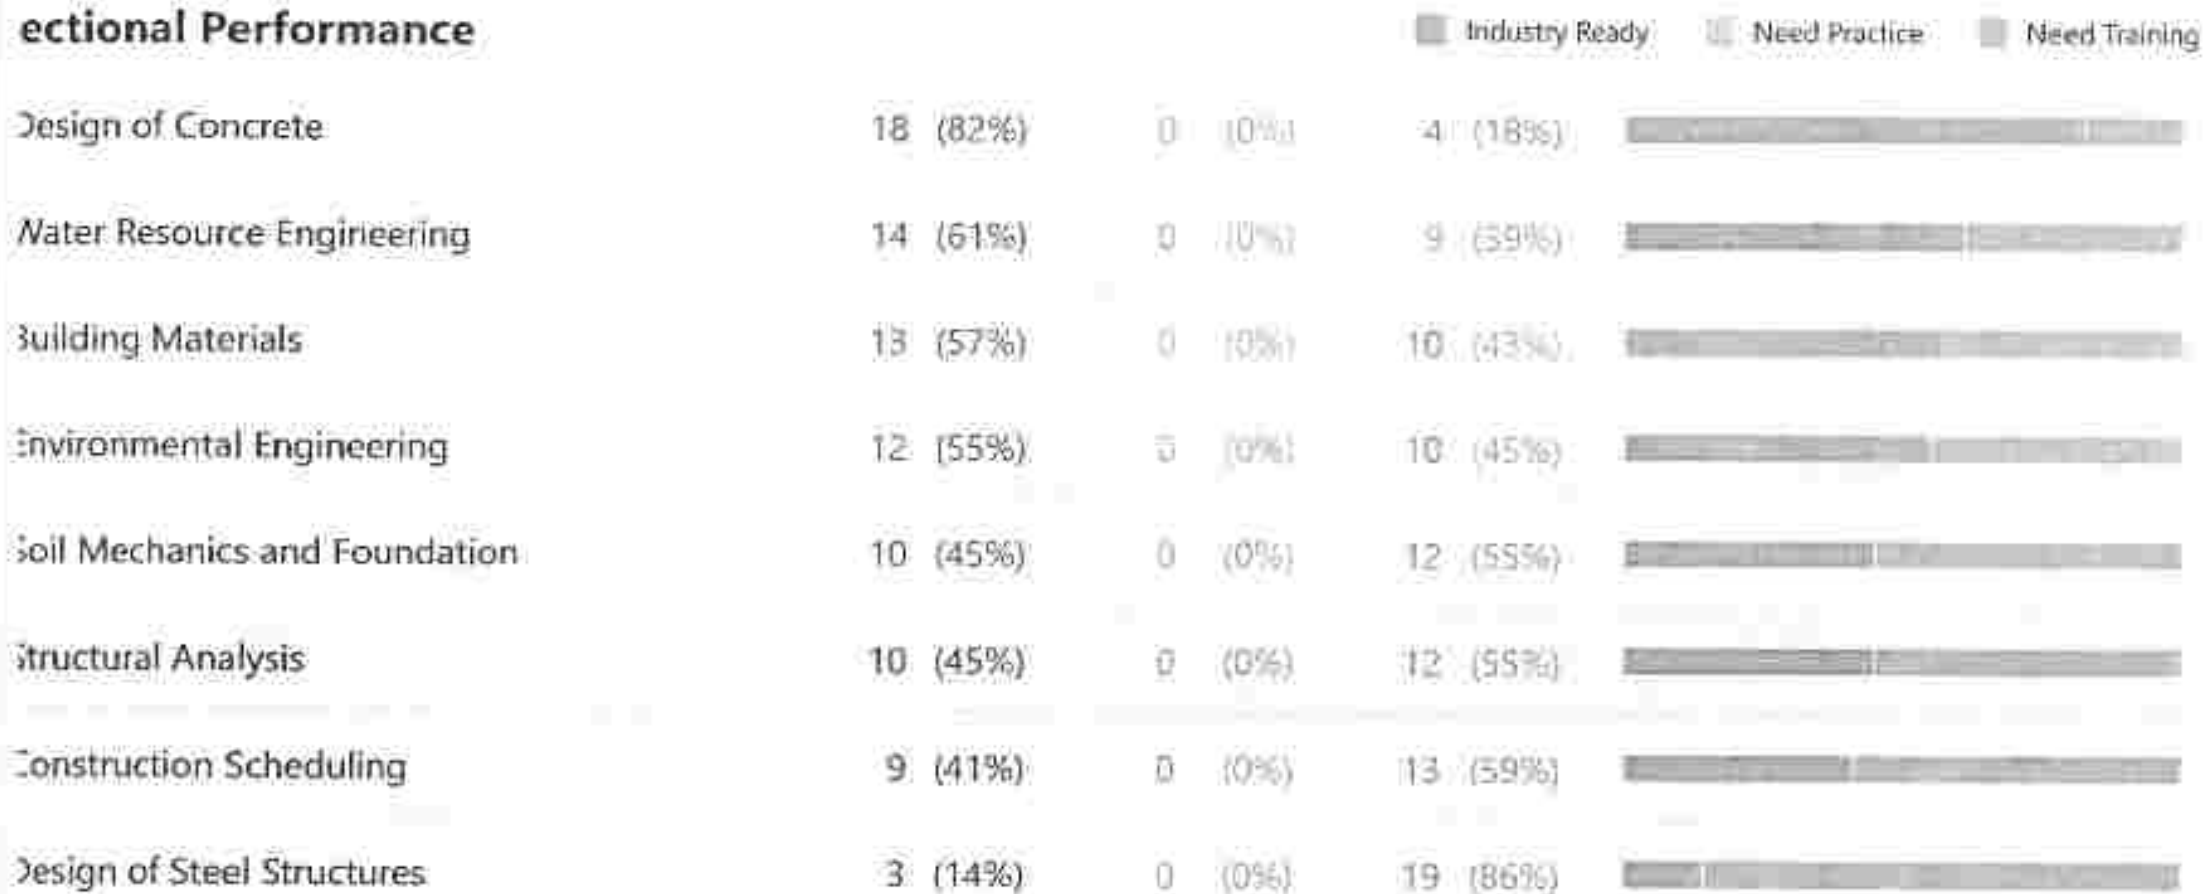 ectional Performance
Industry Ready Need Practice Need Training
Design of Concrete 18 (82%) 0 (0%) 4 (18%)
Water Resource Engineering 14 (61%) 0 (0%) 9 (39%)
Building Materials 13 (57%) 0 (0%) 10 (43%)
Environmental Engineering 12 (55%) 0 (0%) 10 (45%)
Soil Mechanics and Foundation 10 (45%) 0 (0%) 12 (55%)
Structural Analysis 10 (45%) 0 (0%) 12 (55%)
Construction Scheduling 9 (41%) 0 (0%) 13 (59%)
Design of Steel Structures 3 (14%) 0 (0%) 19 (86%)